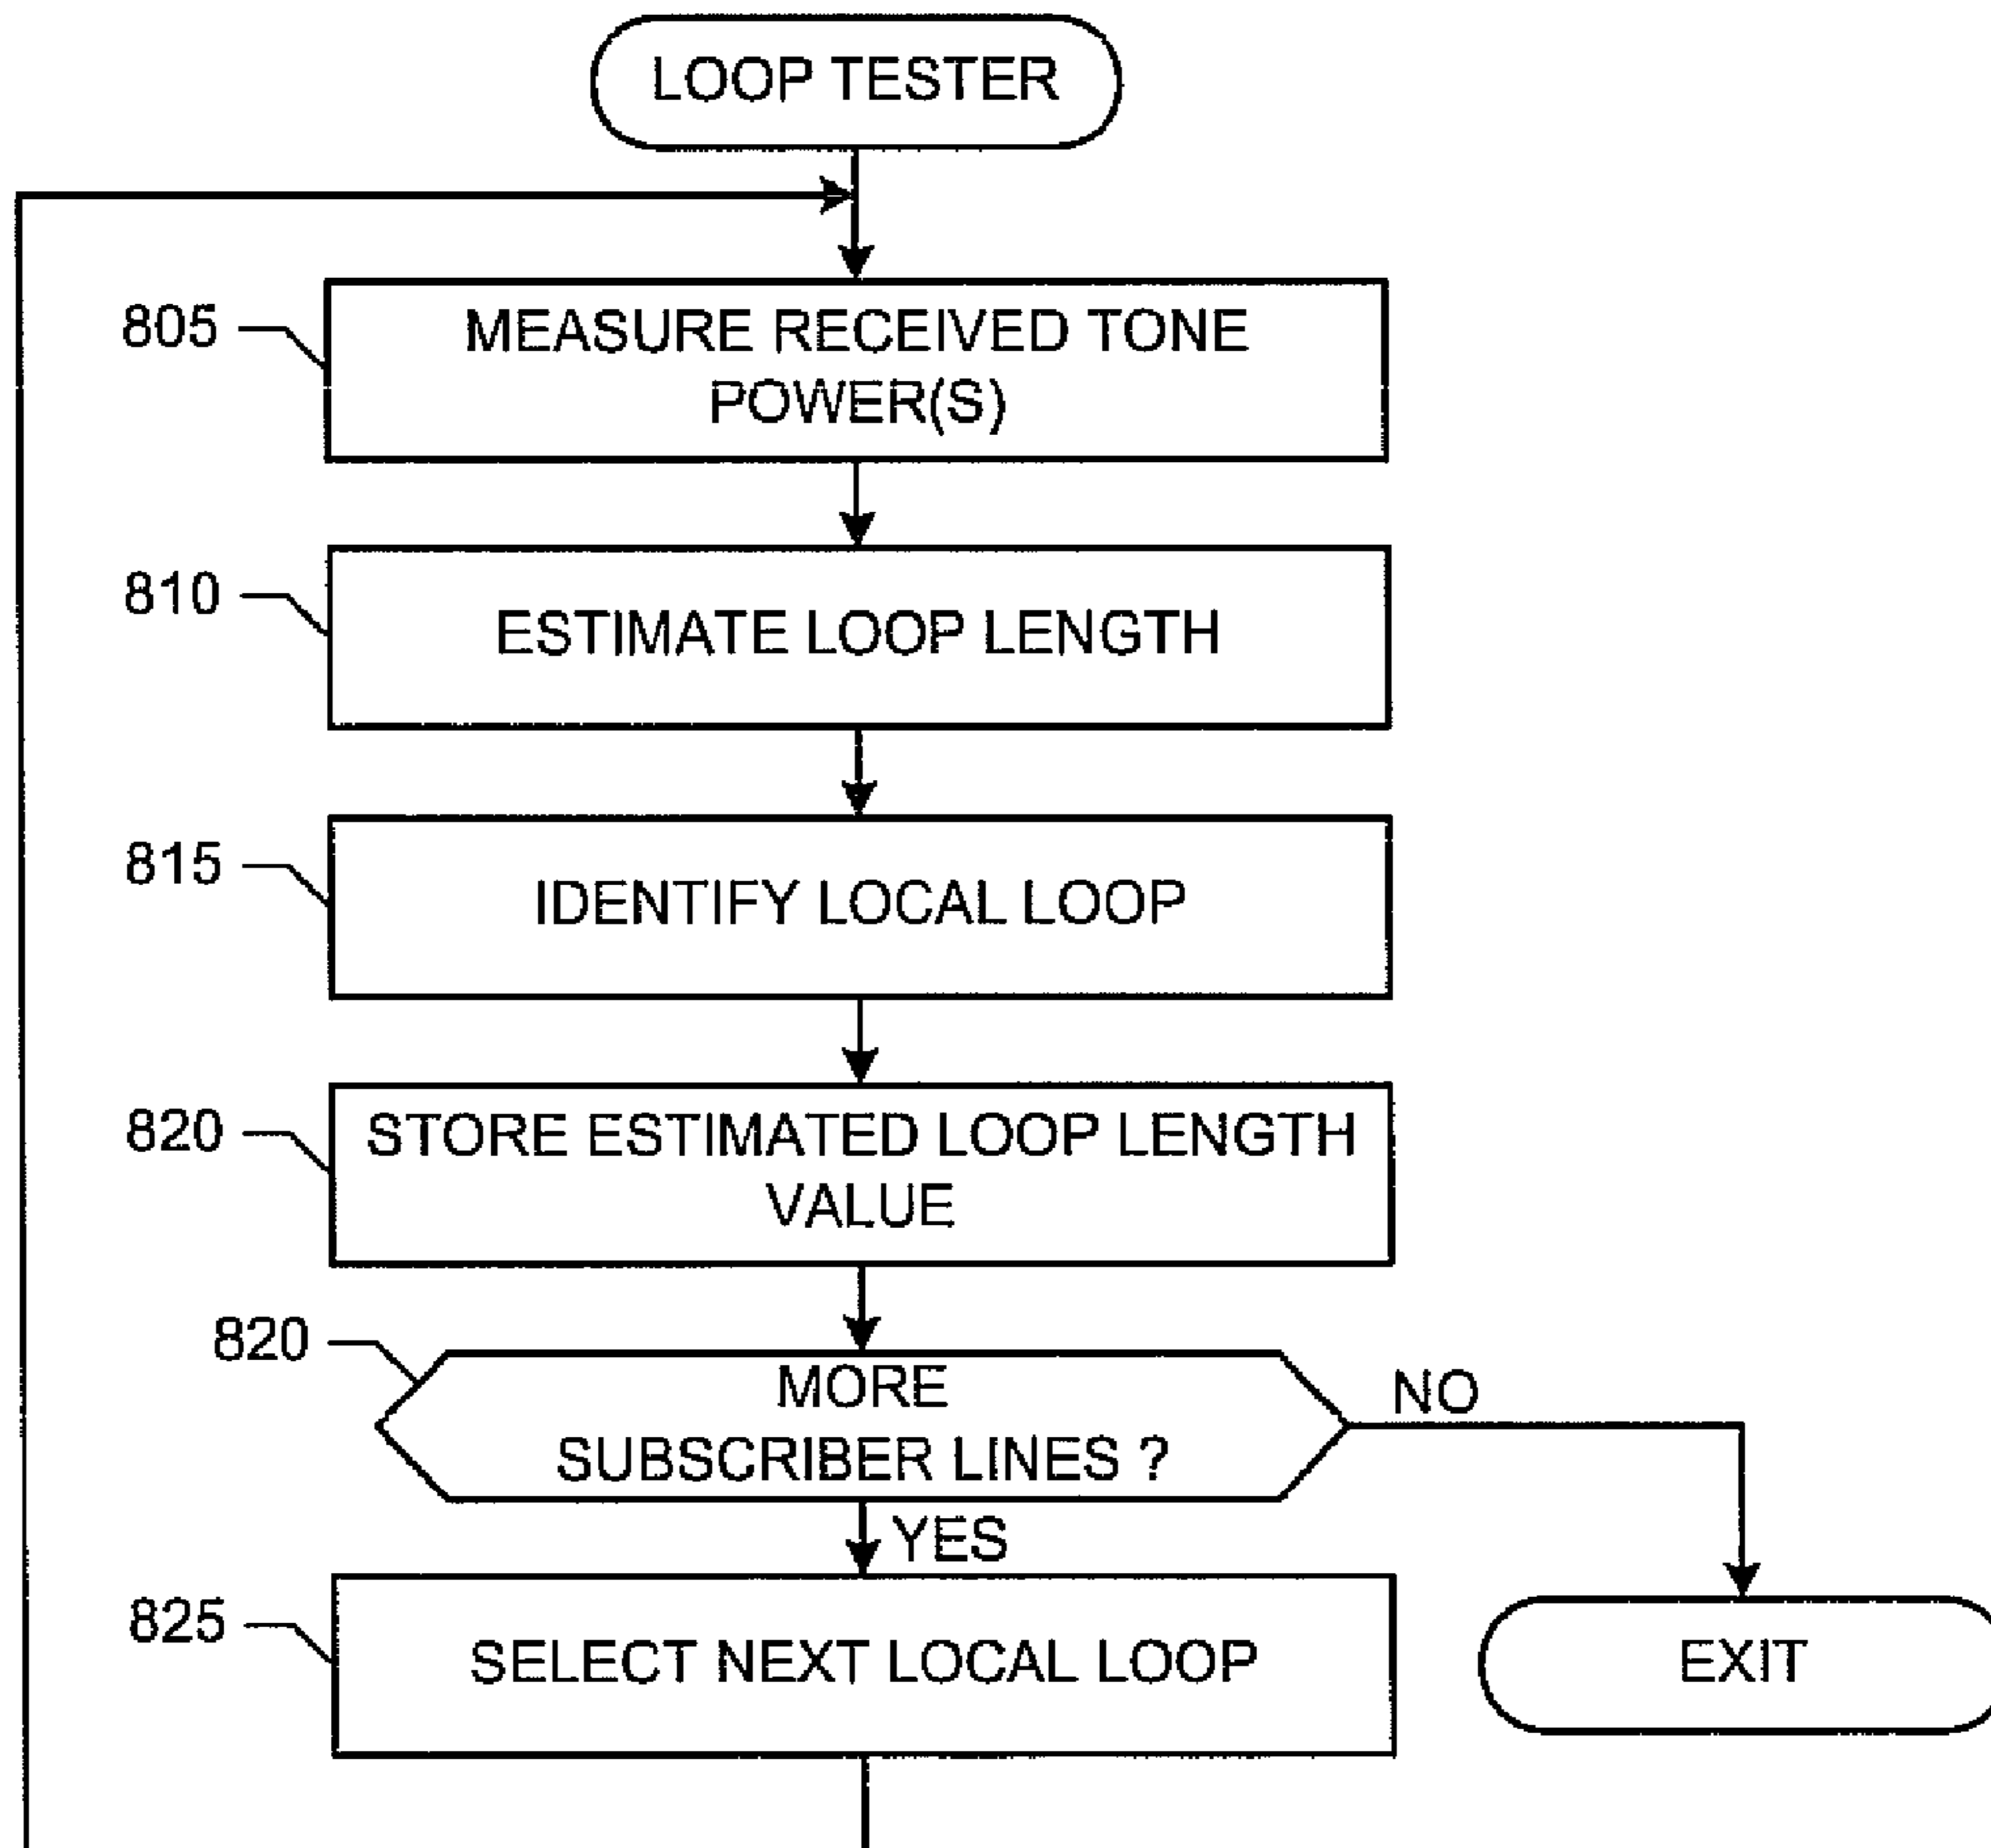 LOOP TESTER
805
MEASURE RECEIVED TONE
POWER(S)
810
ESTIMATE LOOP LENGTH
815
IDENTIFY LOCAL LOOP
820
STORE ESTIMATED LOOP LENGTH
VALUE
820
MORE
SUBSCRIBER LINES ?
NO
YES
825
SELECT NEXT LOCAL LOOP
EXIT